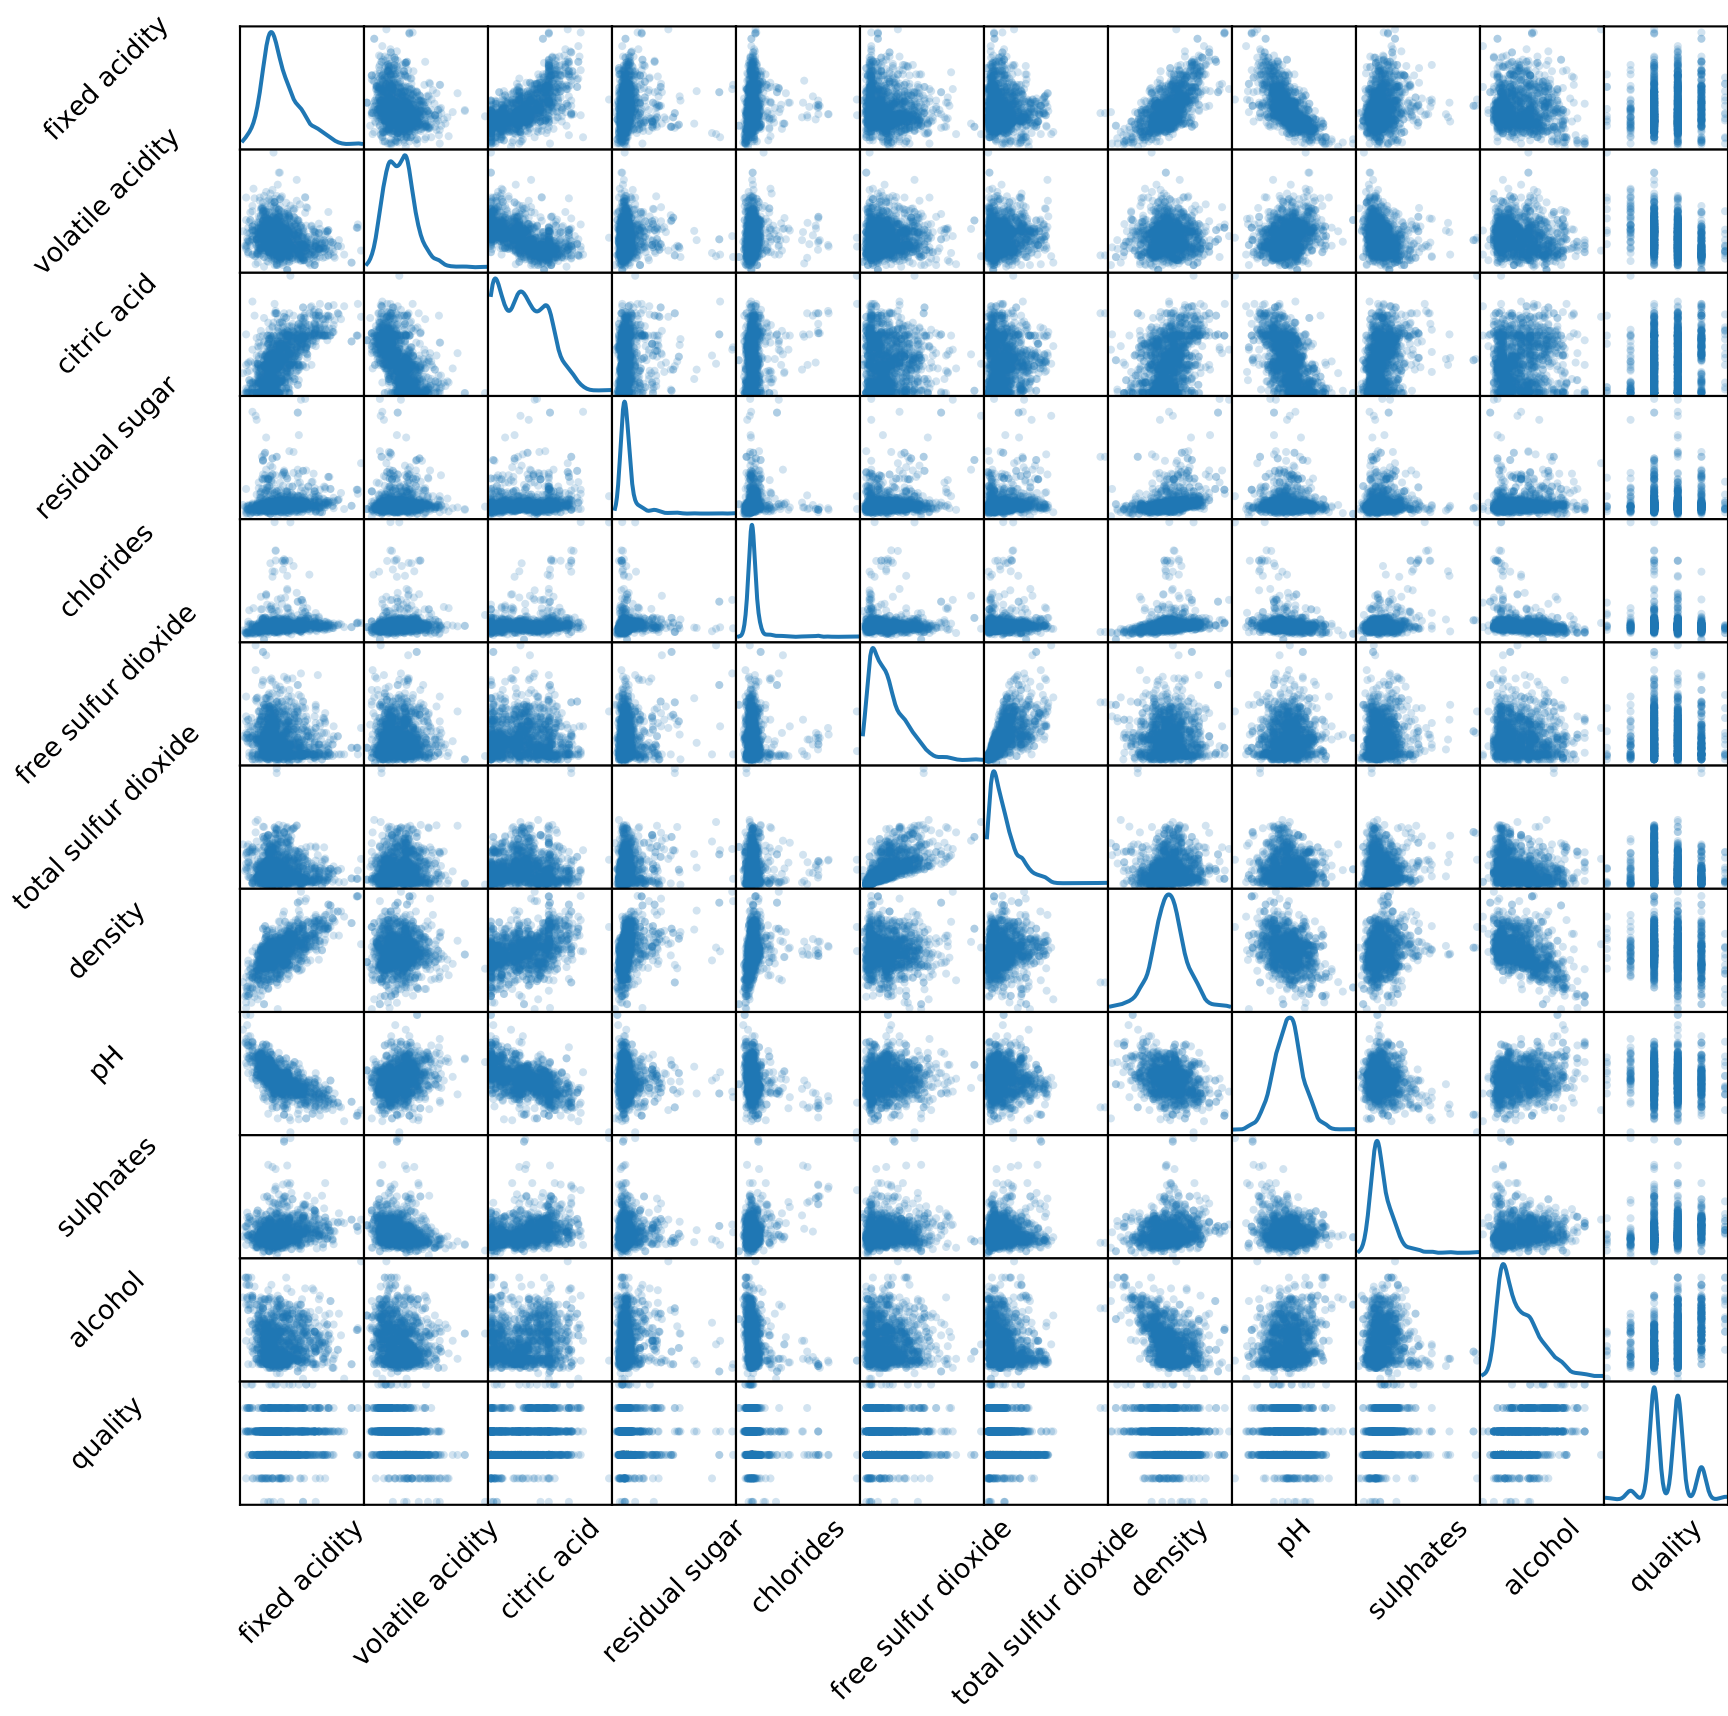 fixed acidity
volatile acidity
citric acid
residual sugar
chlorides
free sulfur dioxide
total sulfur dioxide
density
pH
sulphates
alcohol
quality
fixed acidity
volatile acidity
citric acid
residual sugar
chlorides
free sulfur dioxide
total sulfur dioxide
density
pH
sulphates
alcohol
quality